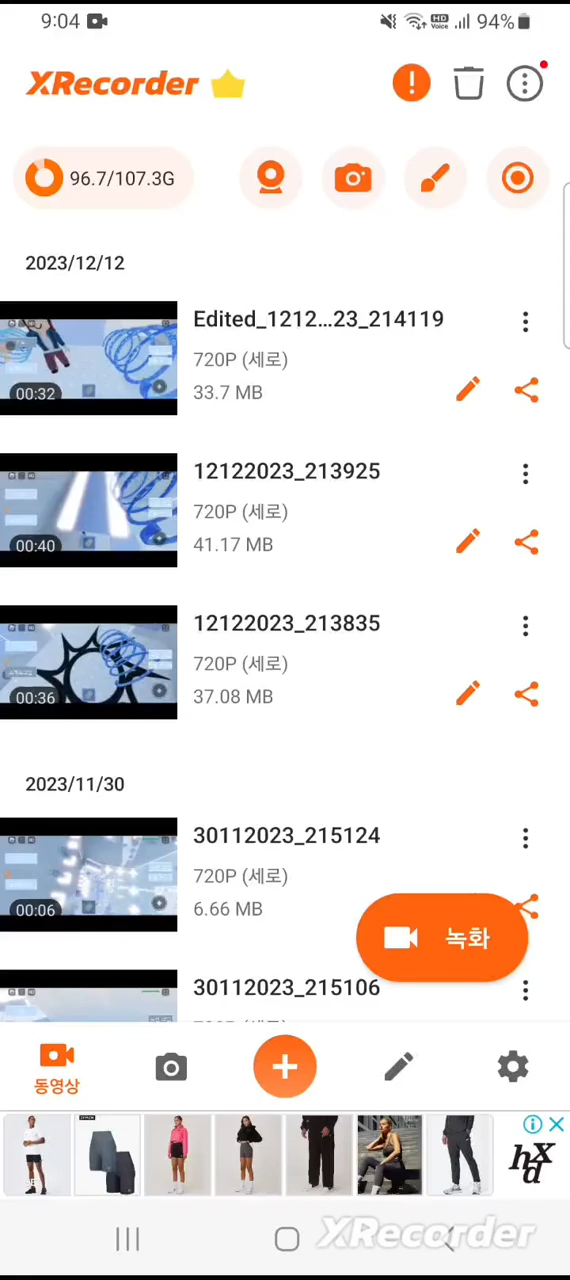 9:04 HD Voice 94%
XRecorder
96.7/107.3G
2023/12/12
Edited_1212...23_214119
720P (세로)
33.7 MB
00:32
12122023_213925
720P (세로)
41.17 MB
00:40
12122023_213835
720P (세로)
37.08 MB
00:36
2023/11/30
30112023_215124
720P (세로)
6.66 MB
00:06
녹화
30112023_215106
동영상
hdx
XRecorder